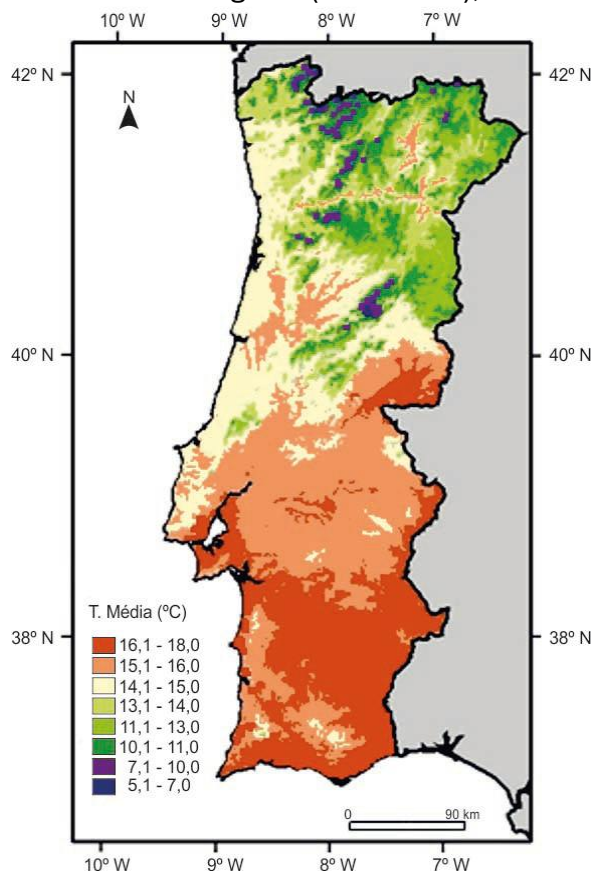 10º W 9º W 8º W 7º W
42º N 42º N
N
40º N 40º N
T. Média (ºC)
38º N 38º N
16,1 - 18,0
15,1 - 16,0
14,1 - 15,0
13,1 - 14,0
11,1 - 13,0
10,1 - 11,0
7,1 - 10,0
5,1 - 7,0
0 90 km
10º W 9º W 8º W 7º W